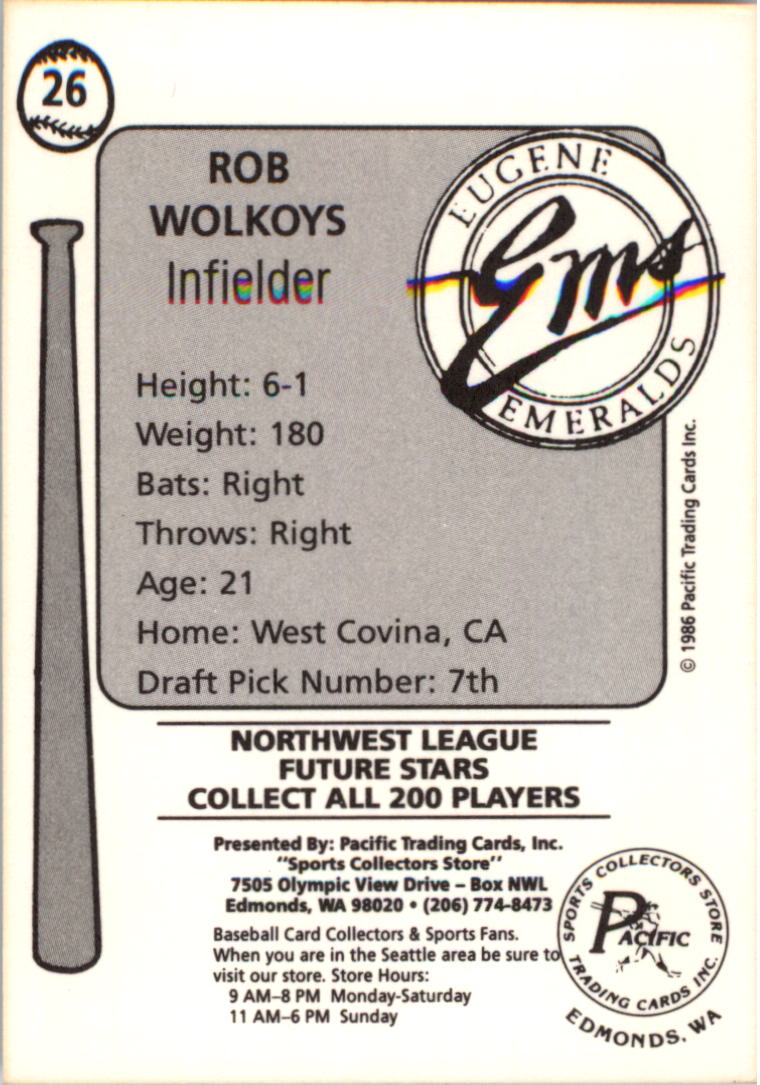 26
ROB
WOLKOYS
Infielder
EUGENE
Ems
EMERALDS
Height: 6-1
Weight: 180
Bats: Right
Throws: Right
Age: 21
Home: West Covina, CA
Draft Pick Number: 7th
© 1986 Pacific Trading Cards Inc.
NORTHWEST LEAGUE
FUTURE STARS
COLLECT ALL 200 PLAYERS
Presented By: Pacific Trading Cards, Inc.
"Sports Collectors Store"
7505 Olympic View Drive – Box NWL
Edmonds, WA 98020 • (206) 774-8473
Baseball Card Collectors & Sports Fans.
When you are in the Seattle area be sure to
visit our store. Store Hours:
9 AM–8 PM Monday-Saturday
11 AM–6 PM Sunday
SPORTS COLLECTORS STORE
PACIFIC
TRADING CARDS INC.
EDMONDS, WA